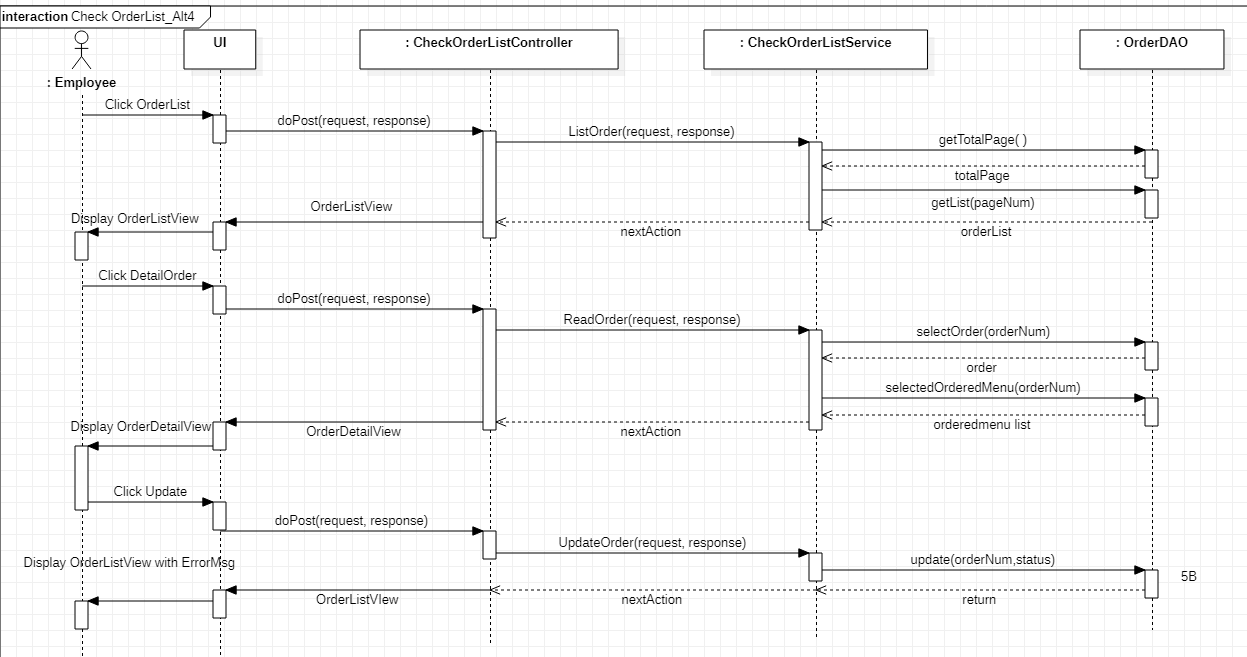 interaction Check OrderList_Alt4
: Employee
UI
: CheckOrderListController
: CheckOrderListService
: OrderDAO
Click OrderList
doPost(request, response)
ListOrder(request, response)
getTotalPage( )
totalPage
getList(pageNum)
orderList
nextAction
OrderListView
Display OrderListView
Click DetailOrder
doPost(request, response)
ReadOrder(request, response)
selectOrder(orderNum)
order
selectedOrderedMenu(orderNum)
orderedmenu list
nextAction
OrderDetailView
Display OrderDetailView
Click Update
doPost(request, response)
UpdateOrder(request, response)
update(orderNum,status)
5B
return
nextAction
OrderListVIew
Display OrderListView with ErrorMsg